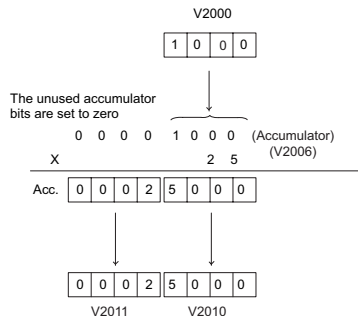 V2000
1 0 0 0
The unused accumulator
bits are set to zero
0 0 0 0 1 0 0 0 (Accumulator)
X 2 5 (V2006)
Acc. 0 0 0 2 5 0 0 0
0 0 0 2 5 0 0 0
V2011 V2010